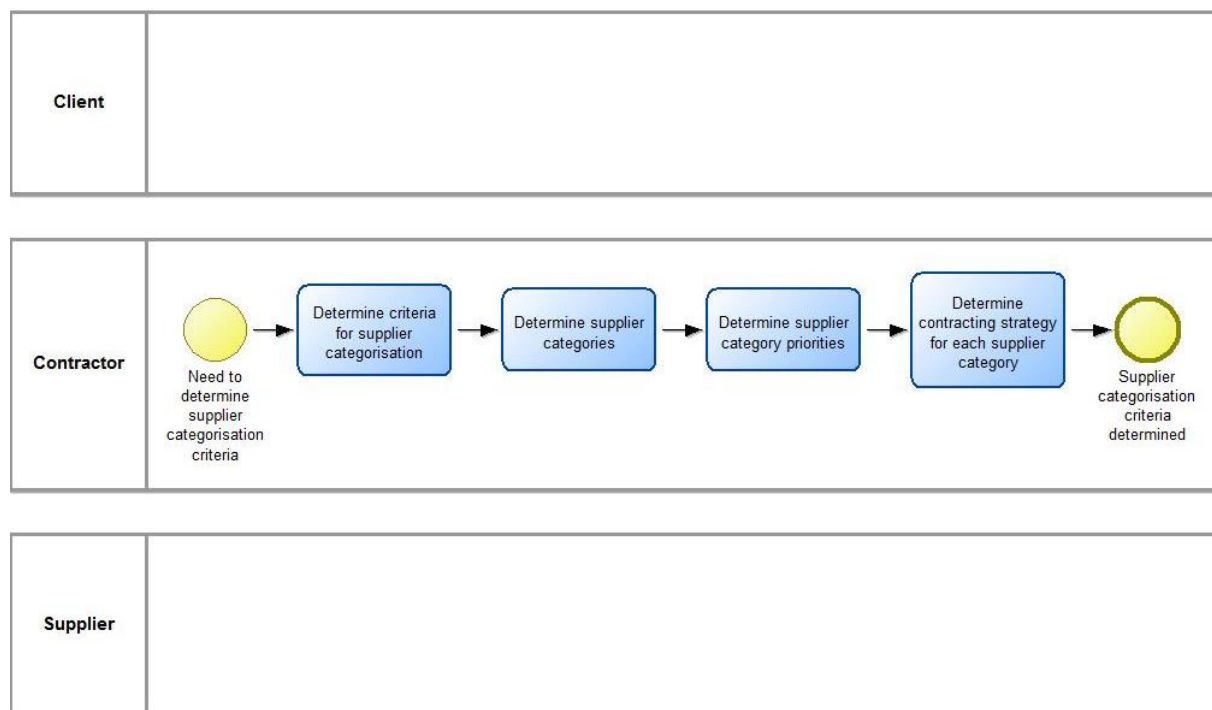 Client
Contractor
Need to
determine
supplier
categorisation
criteria
Determine criteria
for supplier
categorisation
Determine supplier
categories
Determine supplier
category priorities
Determine
contracting strategy
for each supplier
category
Supplier
categorisation
criteria
determined
Supplier